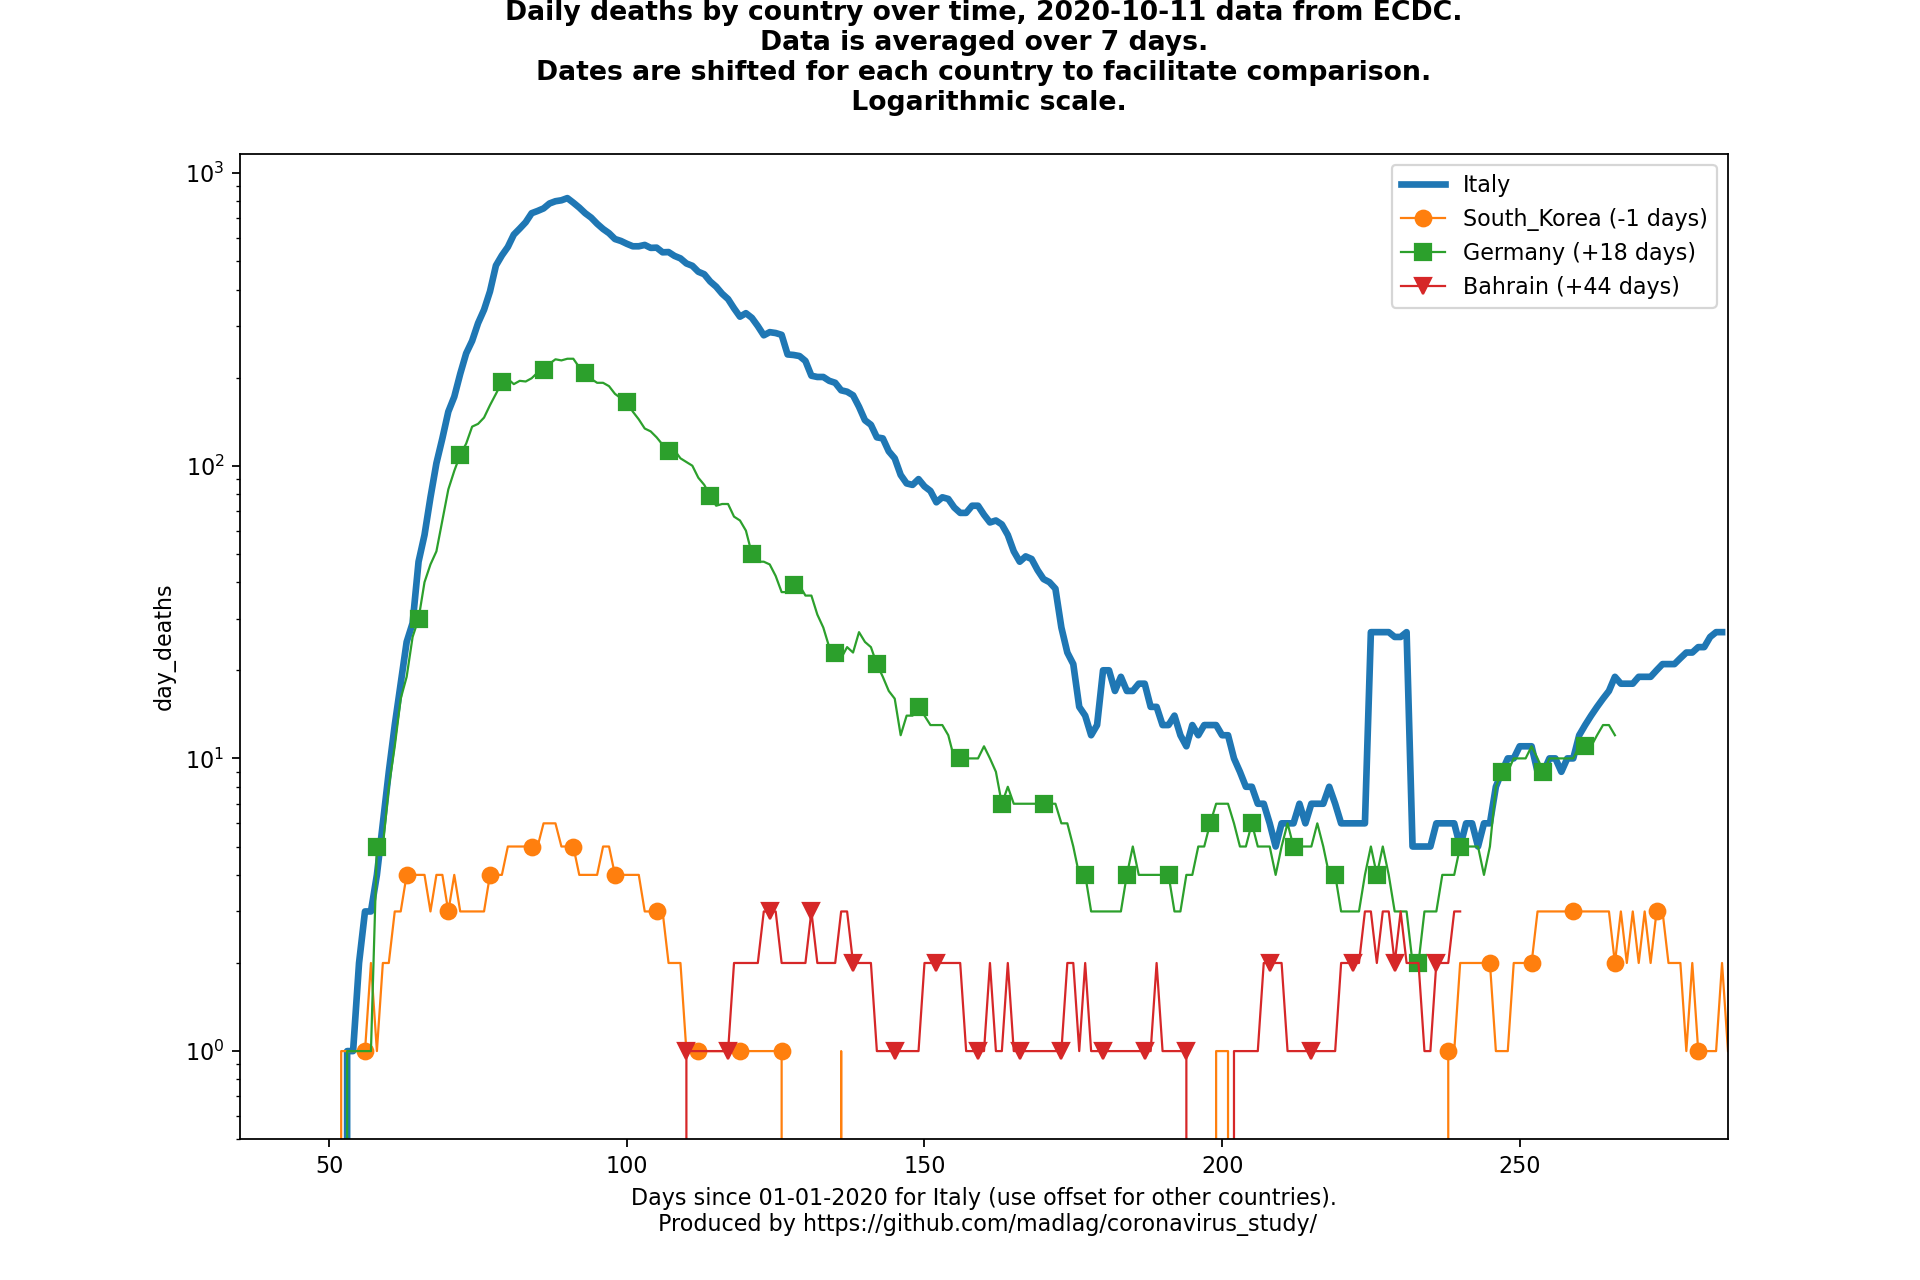 Daily deaths by country over time, 2020-10-11 data from ECDC.
Data is averaged over 7 days.
Dates are shifted for each country to facilitate comparison.
Logarithmic scale.
10³
10²
10¹
10⁰
day_deaths
Italy
South_Korea (-1 days)
Germany (+18 days)
Bahrain (+44 days)
50 100 150 200 250
Days since 01-01-2020 for Italy (use offset for other countries).
Produced by https://github.com/madlag/coronavirus_study/